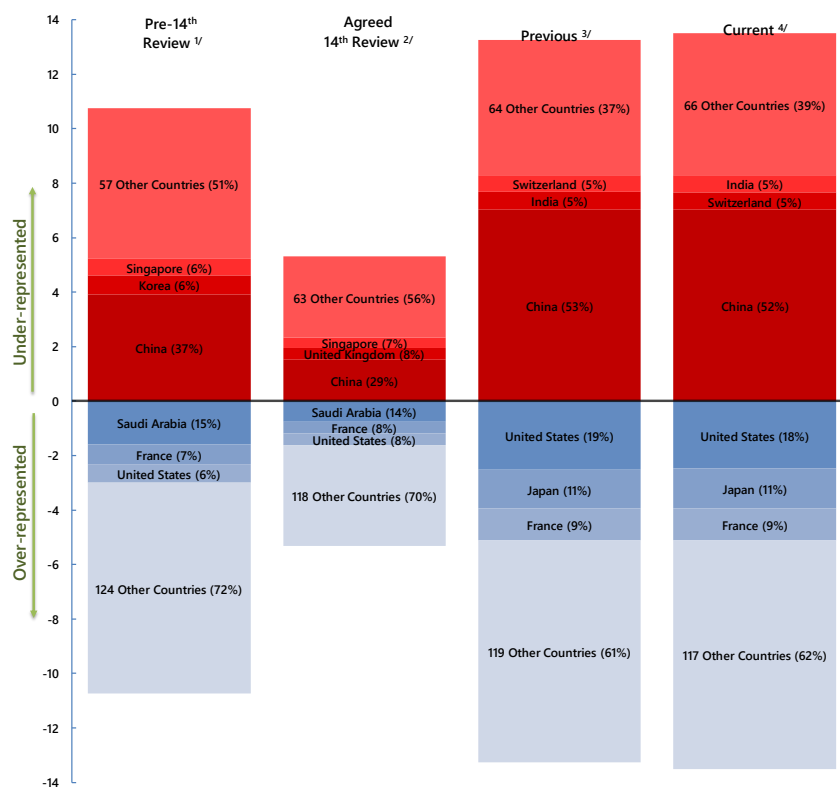 Pre-14th
Review 1/
Agreed
14th Review 2/
Previous 3/
Current 4/
14
12
10
8
6
4
2
0
-2
-4
-6
-8
-10
-12
-14
Under-represented
Over-represented
57 Other Countries (51%)
Singapore (6%)
Korea (6%)
China (37%)
Saudi Arabia (15%)
France (7%)
United States (6%)
124 Other Countries (72%)
63 Other Countries (56%)
Singapore (7%)
United Kingdom (8%)
China (29%)
Saudi Arabia (14%)
France (8%)
United States (8%)
118 Other Countries (70%)
64 Other Countries (37%)
Switzerland (5%)
India (5%)
China (53%)
United States (19%)
Japan (11%)
France (9%)
119 Other Countries (61%)
66 Other Countries (39%)
India (5%)
Switzerland (5%)
China (52%)
United States (18%)
Japan (11%)
France (9%)
117 Other Countries (62%)